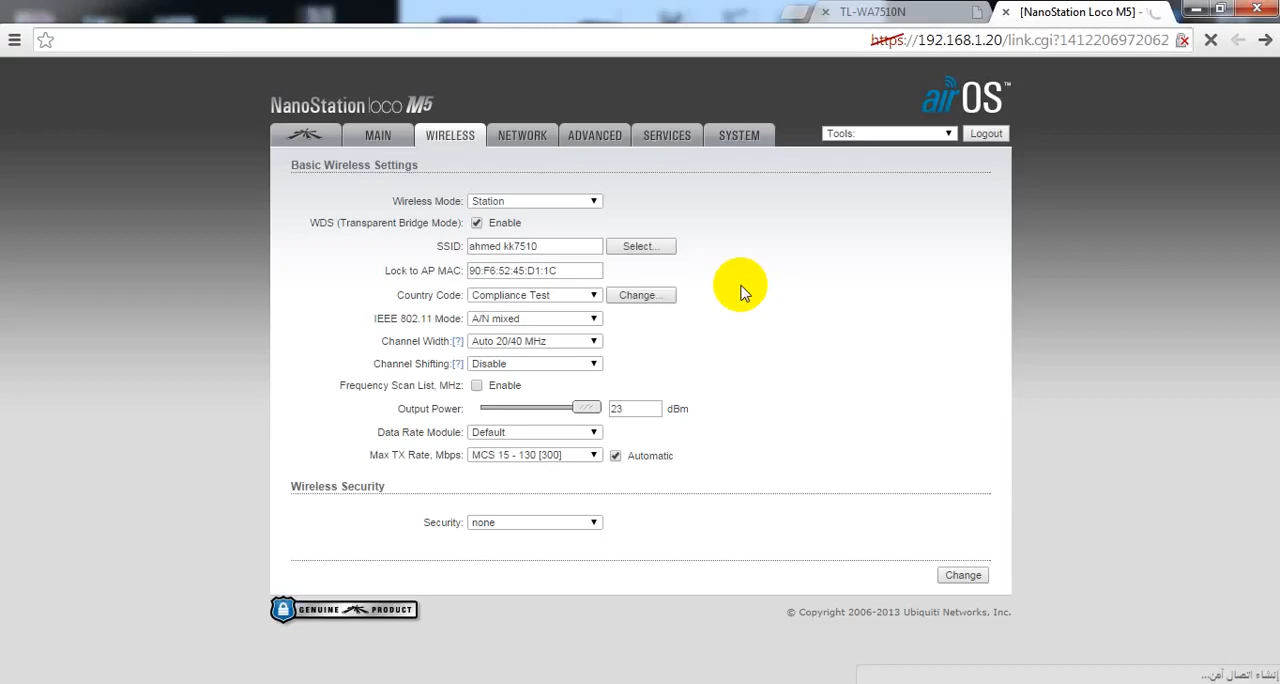 TL-WA7510N
[NanoStation Loco M5] -
https://192.168.1.20/link.cgi?1412206972062
NanoStation loco M5
airOS™
MAIN
WIRELESS
NETWORK
ADVANCED
SERVICES
SYSTEM
Tools:
Logout
Basic Wireless Settings
Wireless Mode: Station
WDS (Transparent Bridge Mode): Enable
SSID: ahmed kk7510 Select...
Lock to AP MAC: 90:F6:52:45:D1:1C
Country Code: Compliance Test Change...
IEEE 802.11 Mode: A/N mixed
Channel Width:[?] Auto 20/40 MHz
Channel Shifting:[?] Disable
Frequency Scan List, MHz: Enable
Output Power: 23 dBm
Data Rate Module: Default
Max TX Rate, Mbps: MCS 15 - 130 [300] Automatic
Wireless Security
Security: none
Change
GENUINE PRODUCT
© Copyright 2006-2013 Ubiquiti Networks, Inc.
إنشاء اتصال آمن...